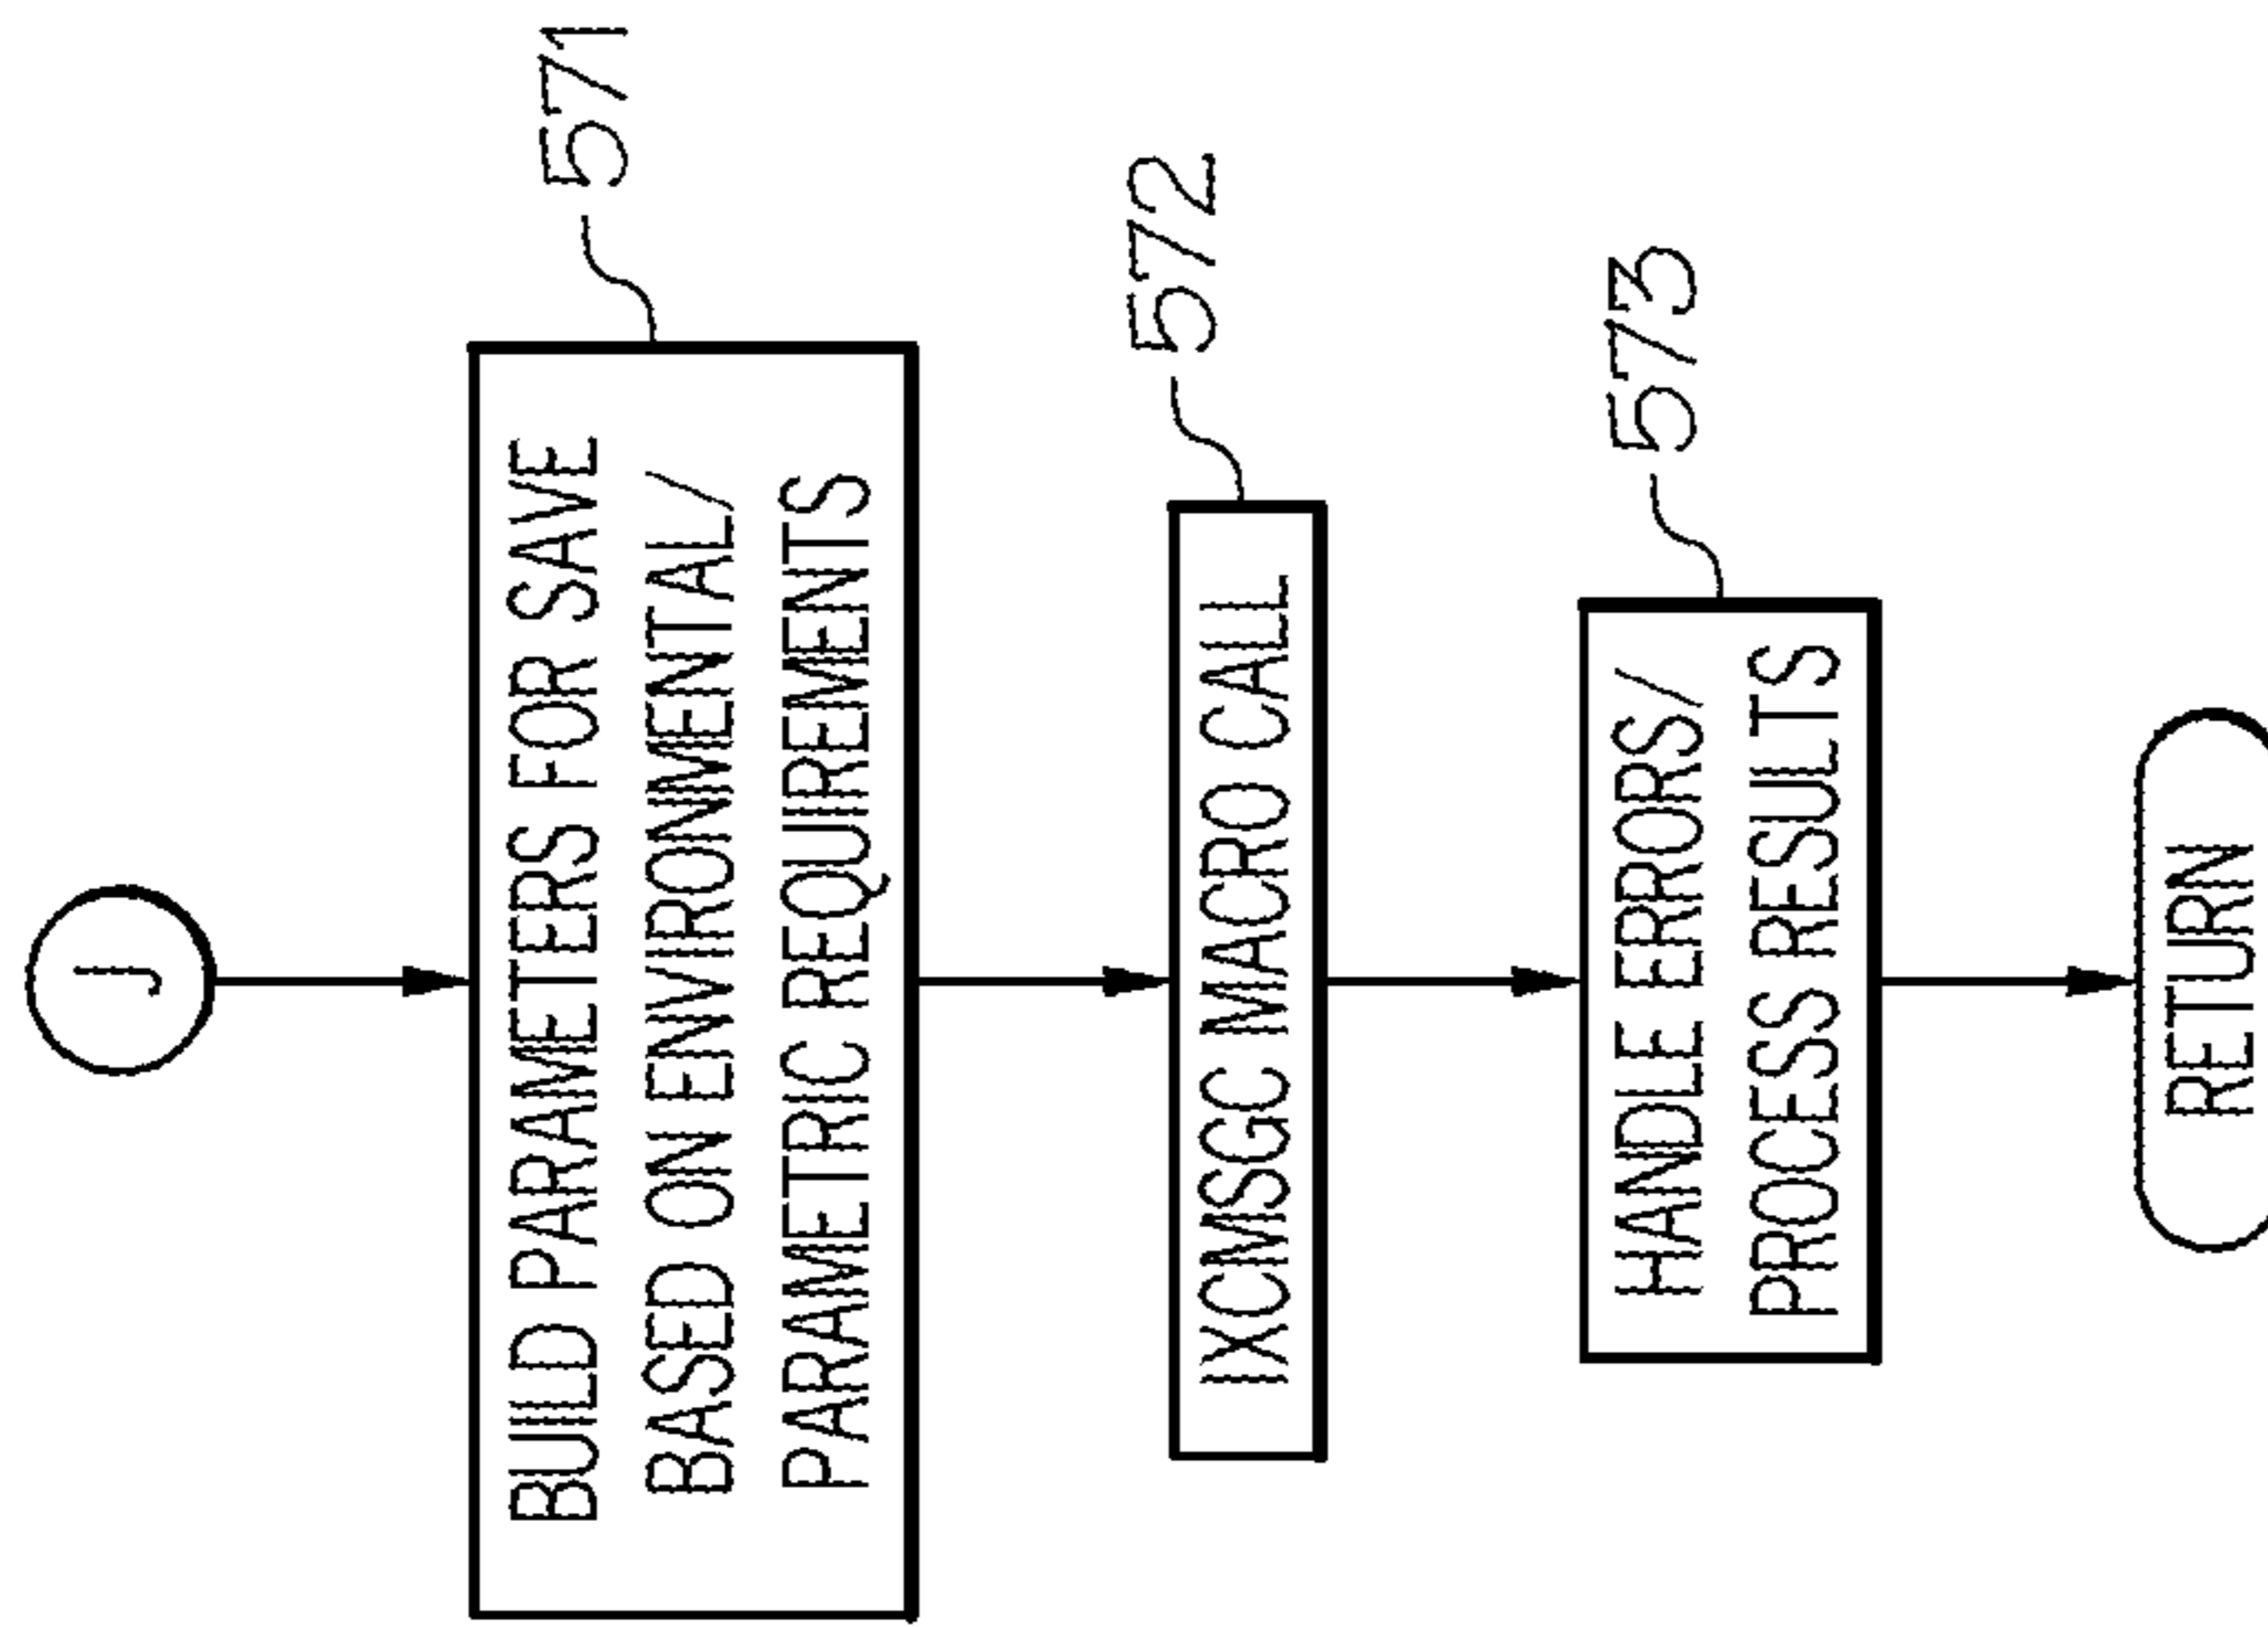 J
571
BUILD PARAMETERS FOR SAVE
BASED ON ENVIRONMENTAL/
PARAMETRIC REQUIREMENTS
572
IXCMSGC MACRO CALL
573
HANDLE ERRORS/
PROCESS RESULTS
RETURN